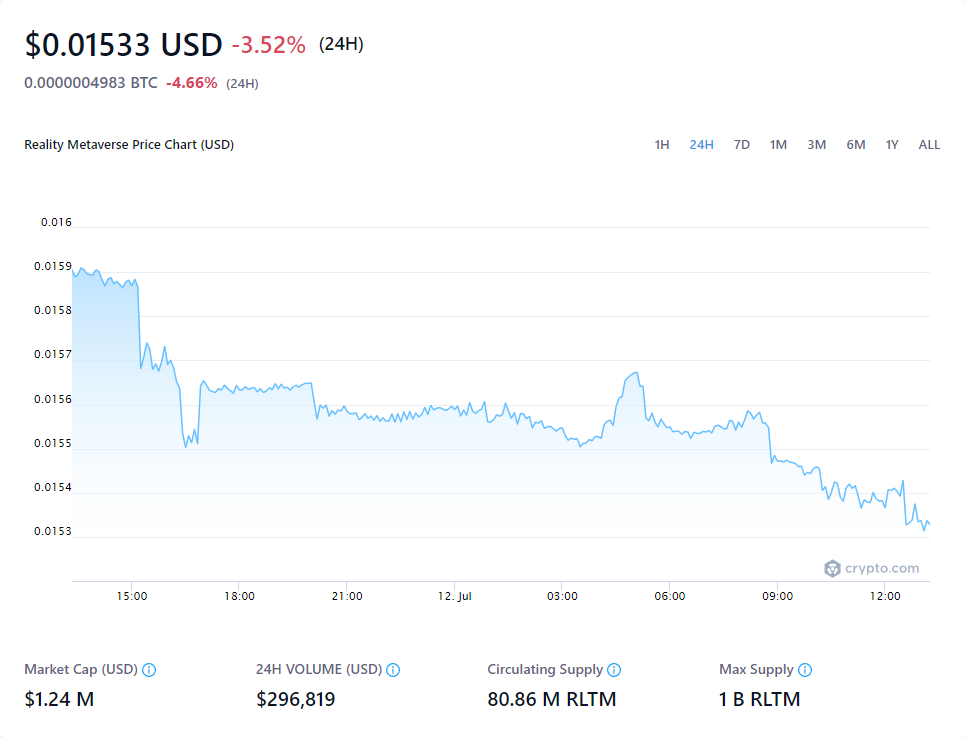 $0.01533 USD -3.52% (24H)
0.0000004983 BTC -4.66% (24H)
Reality Metaverse Price Chart (USD) 1H 24H 7D 1M 3M 6M 1Y ALL
0.016
0.0159
0.0158
0.0157
0.0156
0.0155
0.0154
0.0153
crypto.com
15:00 18:00 21:00 12. Jul 03:00 06:00 09:00 12:00
Market Cap (USD) 24H VOLUME (USD) Circulating Supply Max Supply
$1.24 M $296,819 80.86 M RLTM 1 B RLTM